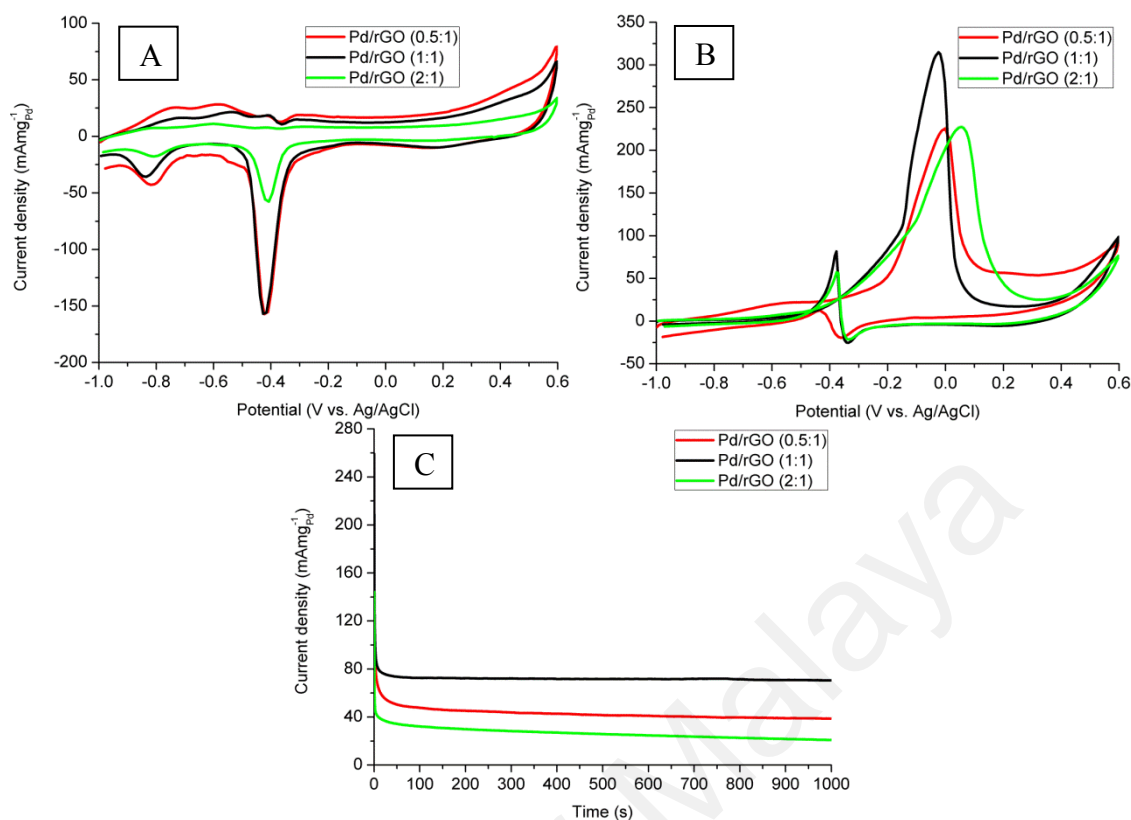 A
Pd/rGO (0.5:1)
Pd/rGO (1:1)
Pd/rGO (2:1)
100
50
0
-50
-100
-150
-200
Current density (mAmg⁻¹Pd)
-1.0 -0.8 -0.6 -0.4 -0.2 0.0 0.2 0.4 0.6
Potential (V vs. Ag/AgCl)
B
Pd/rGO (0.5:1)
Pd/rGO (1:1)
Pd/rGO (2:1)
350
300
250
200
150
100
50
0
-50
Current density (mAmg⁻¹Pd)
-1.0 -0.8 -0.6 -0.4 -0.2 0.0 0.2 0.4 0.6
Potential (V vs. Ag/AgCl)
C
Pd/rGO (0.5:1)
Pd/rGO (1:1)
Pd/rGO (2:1)
280
240
200
160
120
80
40
0
Current density (mAmg⁻¹Pd)
0 100 200 300 400 500 600 700 800 900 1000
Time (s)
Malaya